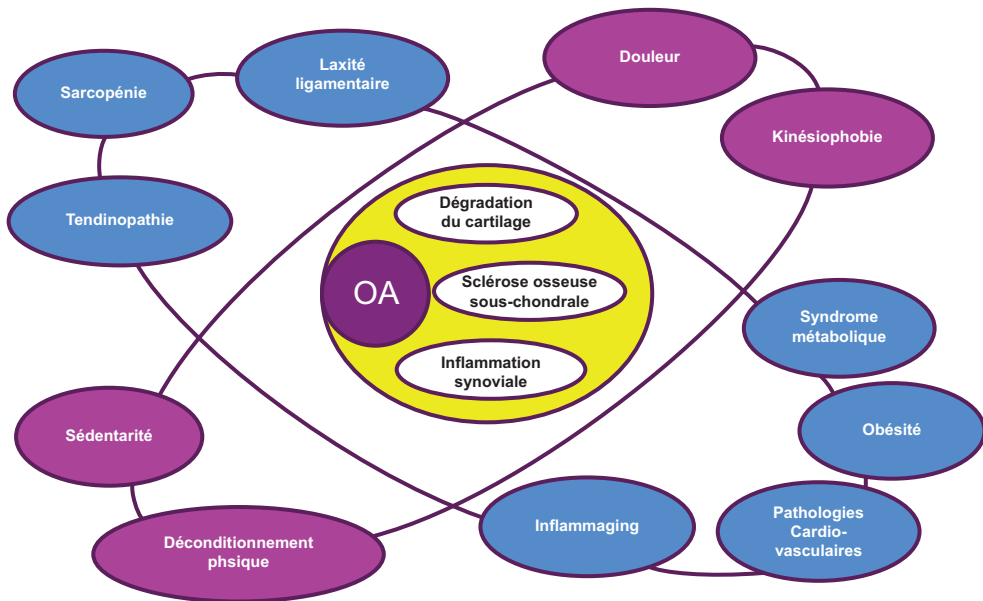 Laxité
ligamentaire
Douleur
Sarcopénie
Kinésiophobie
Tendinopathie
Dégradation
du cartilage
OA
Sclérose osseuse
sous-chondrale
Inflammation
synoviale
Syndrome
métabolique
Sédentarité
Obésité
Inflammaging
Pathologies
Cardio-
vasculaires
Déconditionnement
phsique